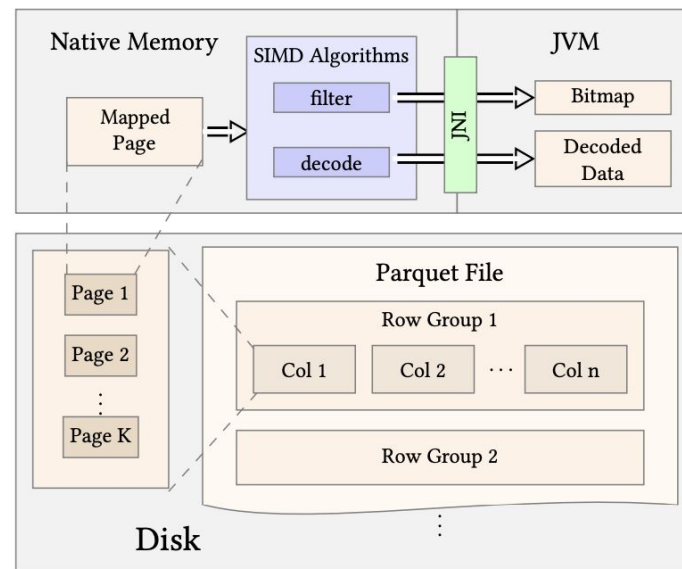 Native Memory
JVM
SIMD Algorithms
filter
Mapped
Page
decode
JNI
Bitmap
Decoded
Data
Page 1
Page 2
⋮
Page K
Parquet File
Row Group 1
Col 1
Col 2
···
Col n
Row Group 2
⋮
Disk